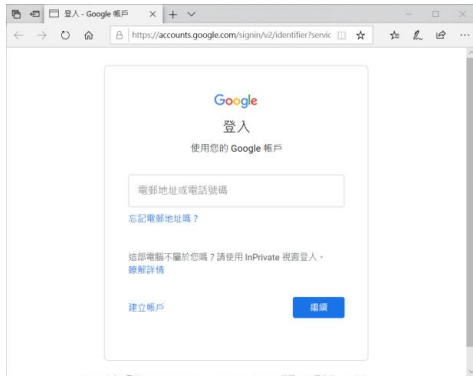 登入 - Google 帳戶
https://accounts.google.com/signin/v2/identifier?servic
Google
登入
使用您的 Google 帳戶
電郵地址或電話號碼
忘記電郵地址嗎？
這部電腦不屬於您嗎？請使用 InPrivate 視窗登入。
瞭解詳情
建立帳戶
繼續